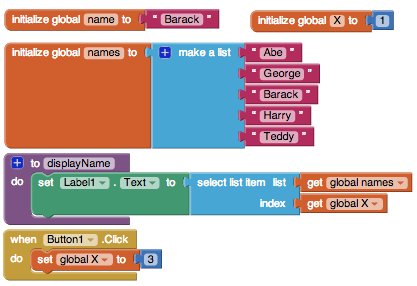 initialize global name to " Barack "
initialize global X to 1
initialize global names to make a list " Abe "
" George "
" Barack "
" Harry "
" Teddy "
to displayName
do set Label1 . Text to select list item list get global names
index get global X
when Button1 .Click
do set global X to 3